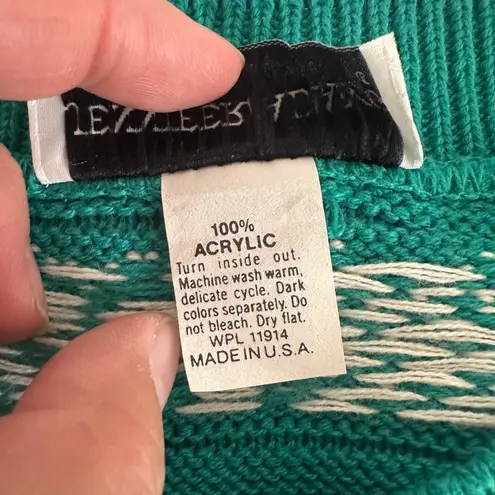 100%
ACRYLIC
Turn inside out.
Machine wash warm,
delicate cycle. Dark
colors separately. Do
not bleach. Dry flat.
WPL 11914
MADE IN U.S.A.